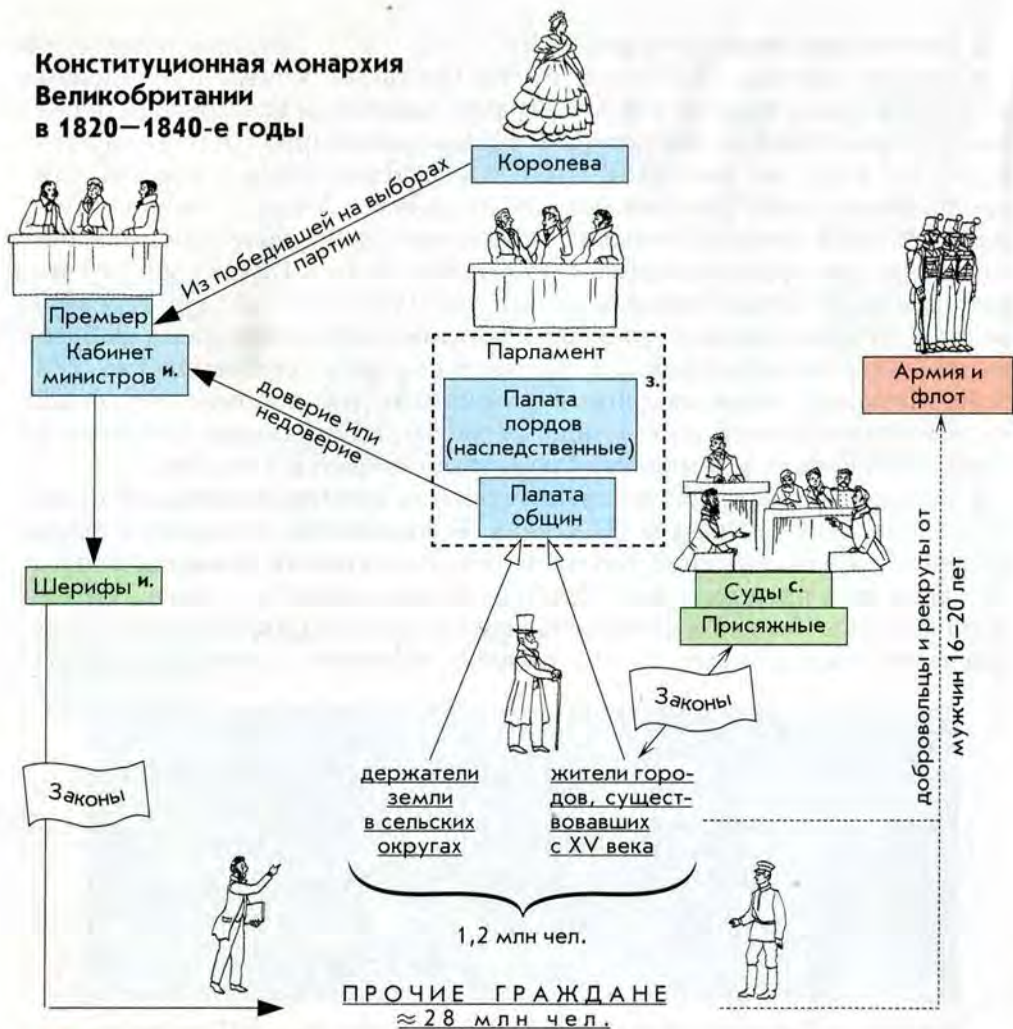 Конституционная монархия
Великобритании
в 1820—1840-е годы
Королева
Из победившей на выборах
партии
Премьер
Кабинет
министров и.
доверие или
недоверие
Парламент
з.
Палата
лордов
(наследственные)
Палата
общин
Армия и
флот
Шерифы и.
Суды с.
Присяжные
Законы
Законы
добровольцы и рекруты от
мужчин 16–20 лет
держатели
земли
в сельских
округах
жители горо-
дов, сущест-
вовавших
с XV века
1,2 млн чел.
ПРОЧИЕ ГРАЖДАНЕ
≈28 млн чел.